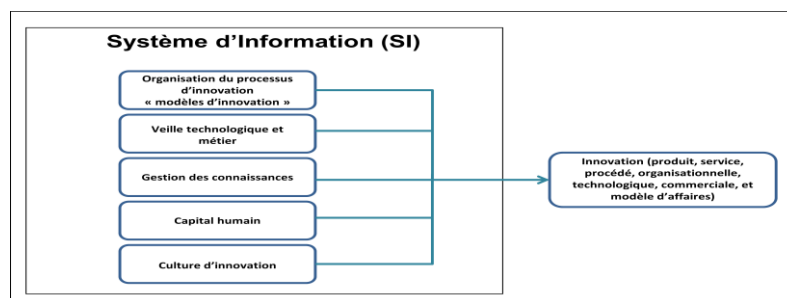 Système d'Information (SI)
Organisation du processus
d'innovation
« modèles d'innovation »
Veille technologique et
métier
Gestion des connaissances
Capital humain
Culture d'innovation
Innovation (produit, service,
procédé, organisationnelle,
technologique, commerciale, et
modèle d'affaires)